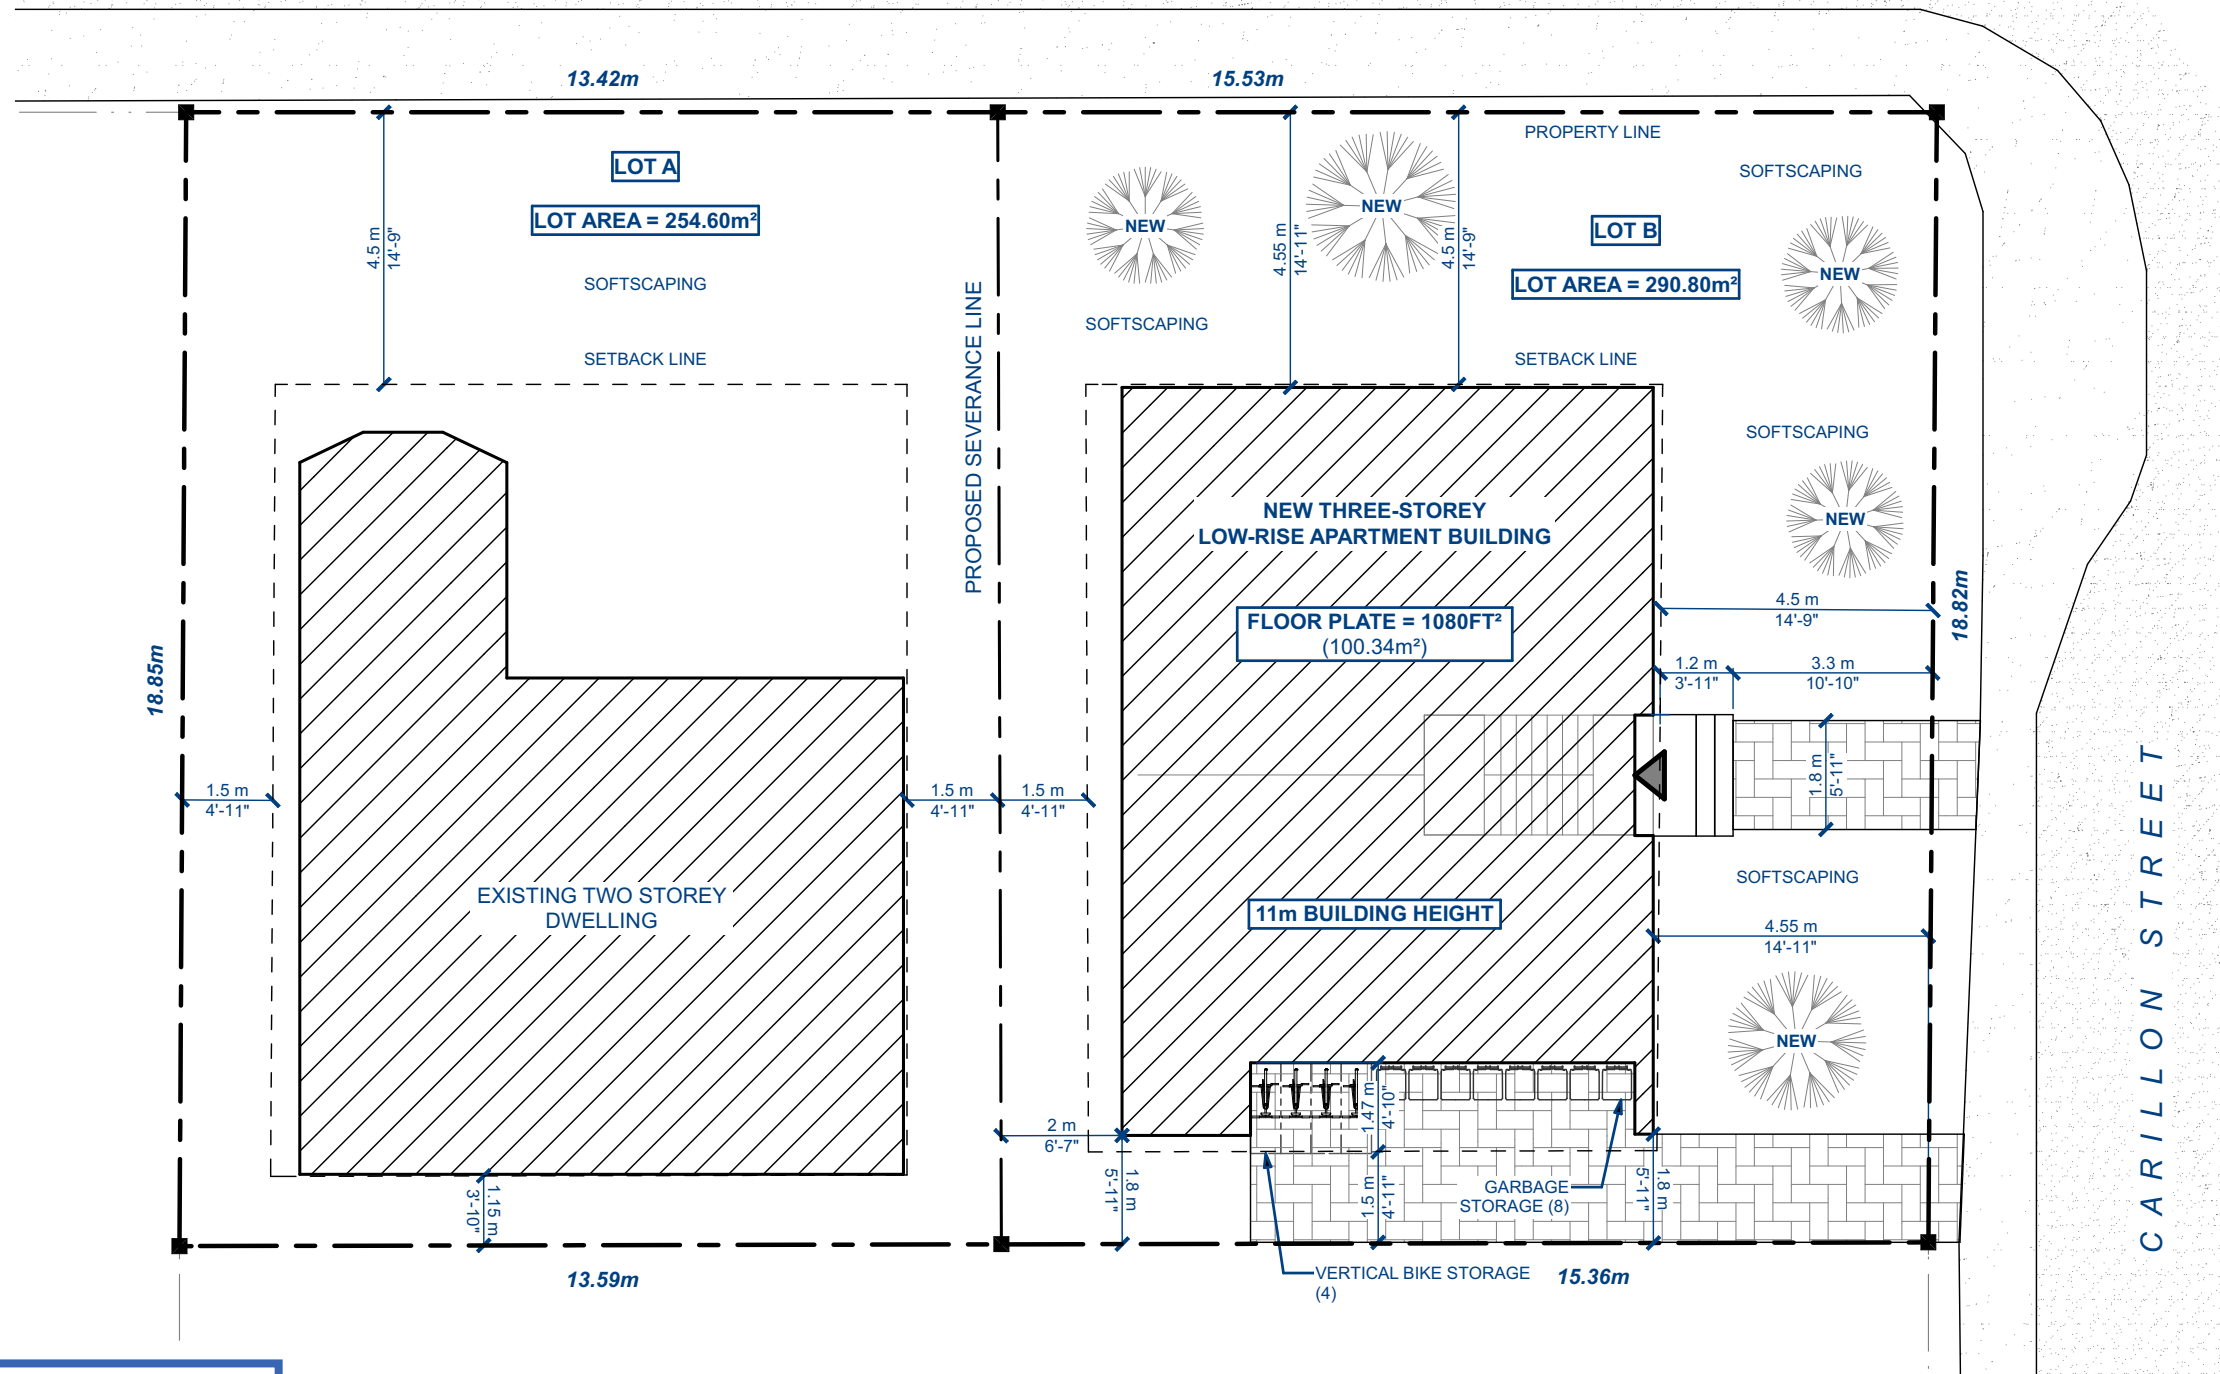 13.42m
15.53m
PROPERTY LINE
LOT A
LOT AREA = 254.60m²
SOFTSCAPING
SETBACK LINE
4.5 m
14'-9"
PROPOSED SEVERANCE LINE
NEW
SOFTSCAPING
4.55 m
14'-11"
NEW
4.5 m
14'-9"
SOFTSCAPING
LOT B
LOT AREA = 290.80m²
NEW
SETBACK LINE
SOFTSCAPING
NEW
NEW THREE-STOREY
LOW-RISE APARTMENT BUILDING
FLOOR PLATE = 1080FT²
(100.34m²)
4.5 m
14'-9"
18.82m
1.2 m
3'-11"
3.3 m
10'-10"
18.85m
1.5 m
4'-11"
1.5 m
4'-11"
1.5 m
4'-11"
1.8 m
5'-11"
EXISTING TWO STOREY
DWELLING
11m BUILDING HEIGHT
SOFTSCAPING
4.55 m
14'-11"
NEW
CARILLON STREET
2 m
6'-7"
1.47 m
4'-10"
1.15 m
3'-10"
1.8 m
5'-11"
1.5 m
4'-11"
GARBAGE
STORAGE (8)
1.8 m
5'-11"
13.59m
VERTICAL BIKE STORAGE
(4)
15.36m